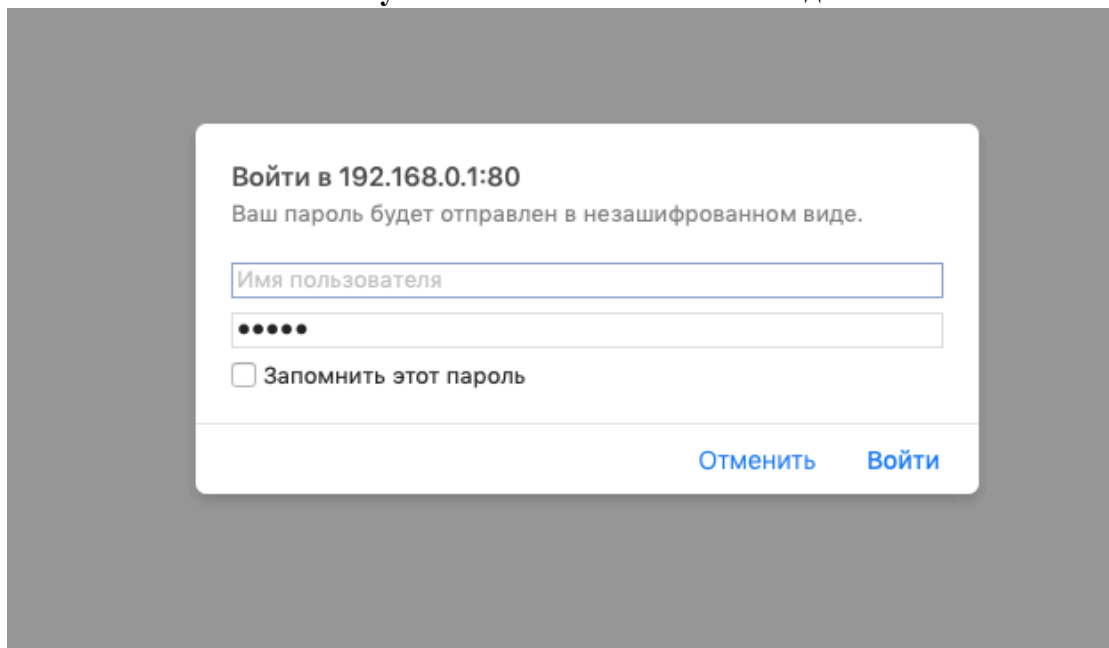 Войти в 192.168.0.1:80
Ваш пароль будет отправлен в незашифрованном виде.
Имя пользователя
•••••
Запомнить этот пароль
Отменить Войти